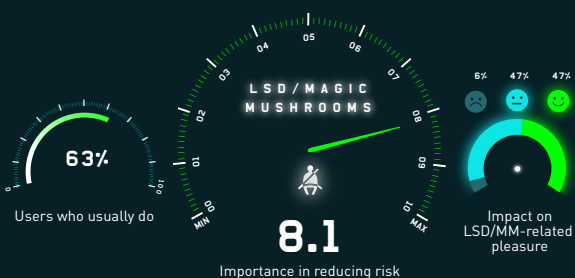 LSD/MAGIC
MUSHROOMS
00
01
02
03
04
05
06
07
08
09
10
MIN
MAX
8.1
Importance in reducing risk
0
100
63%
Users who usually do
6%
47%
47%
Impact on
LSD/MM-related
pleasure